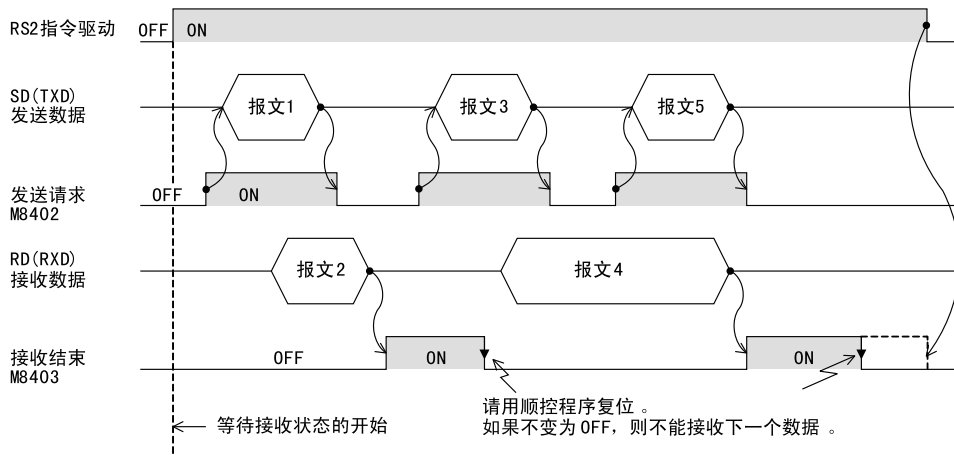 RS2指令驱动
OFF
ON
SD(TXD)
发送数据
报文1
报文3
报文5
发送请求
M8402
OFF
ON
RD(RXD)
接收数据
报文2
报文4
接收结束
M8403
OFF
ON
ON
请用顺控程序复位 。
如果不变为OFF，则不能接收下一个数据 。
等待接收状态的开始